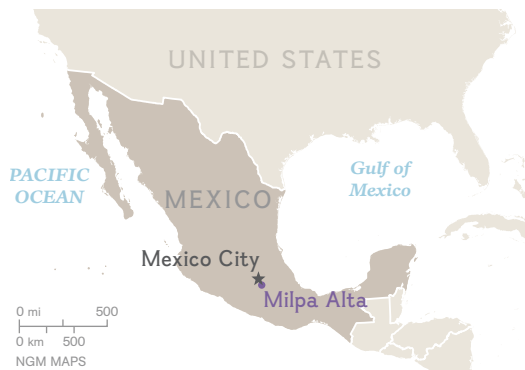 UNITED STATES
PACIFIC
OCEAN
Gulf of
Mexico
MEXICO
Mexico City
Milpa Alta
0 mi 500
0 km 500
NGM MAPS